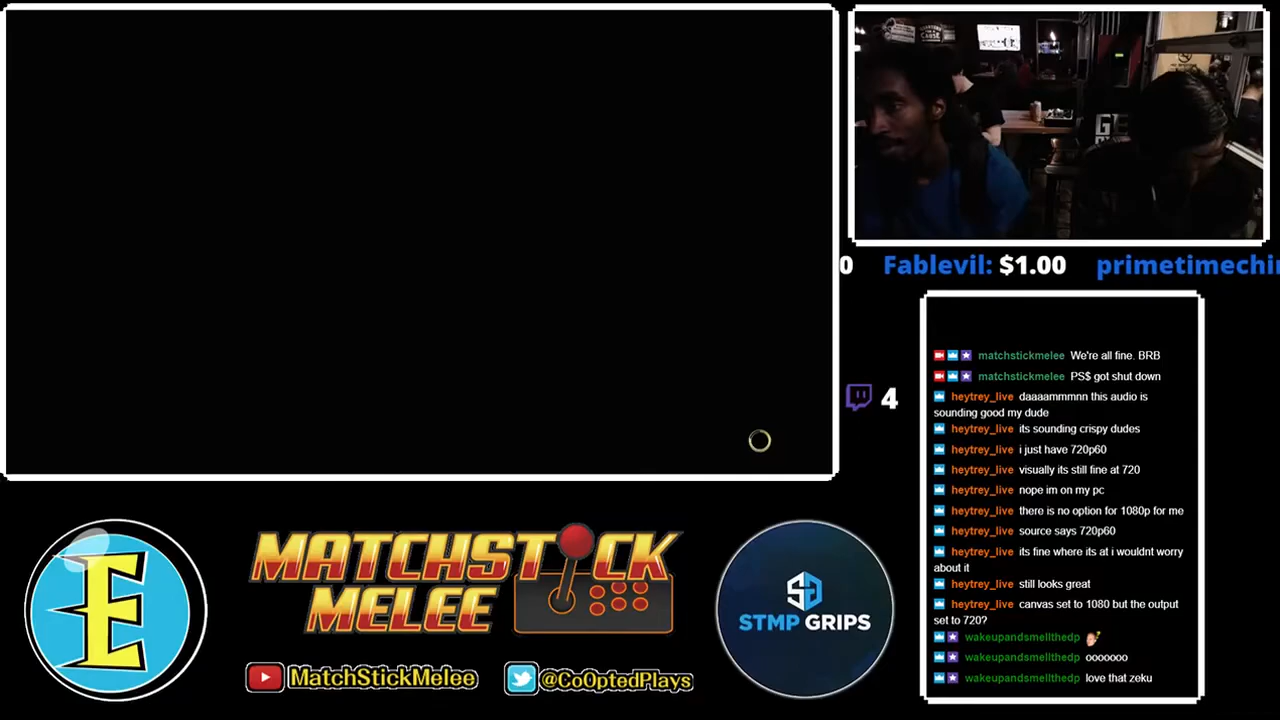 0 Fablevil: $1.00 primetimechi
matchstickmelee We're all fine. BRB
matchstickmelee PS$ got shut down
heytrey_live daaaammmnn this audio is
sounding good my dude
heytrey_live its sounding crispy dudes
heytrey_live i just have 720p60
heytrey_live visually its still fine at 720
heytrey_live nope im on my pc
heytrey_live there is no option for 1080p for me
heytrey_live source says 720p60
heytrey_live its fine where its at i wouldnt worry
about it
heytrey_live still looks great
heytrey_live canvas set to 1080 but the output
set to 720?
wakeupandsmellthedp
wakeupandsmellthedp ooooooo
wakeupandsmellthedp love that zeku
4
E
MATCHSTICK
MELEE
STMP GRIPS
MatchStickMelee
@CoOptedPlays